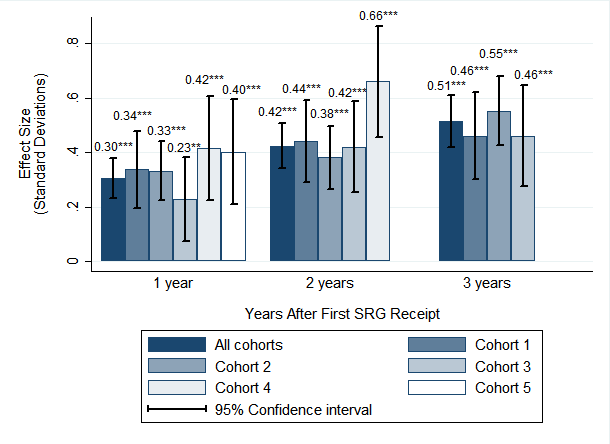 Effect Size
(Standard Deviations)
.8
.6
.4
.2
0
0.30***
0.34***
0.33***
0.23**
0.42***
0.40***
0.42***
0.44***
0.38***
0.42***
0.66***
0.51***
0.46***
0.55***
0.46***
1 year
2 years
3 years
Years After First SRG Receipt
All cohorts
Cohort 1
Cohort 2
Cohort 3
Cohort 4
Cohort 5
95% Confidence interval